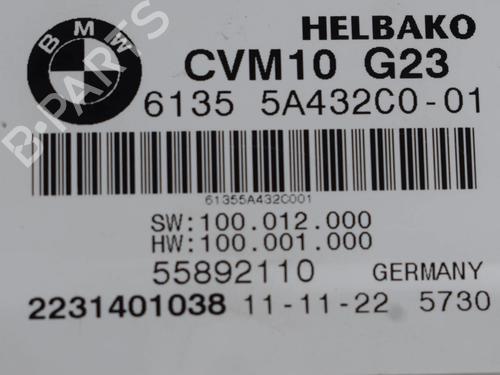 BMW
HELBAKO
CVM10 G23
6135 5A432C0-01
61355A432C001
SW:100.012.000
HW:100.001.000
55892110 GERMANY
2231401038 11-11-22 5730
B-PARTS